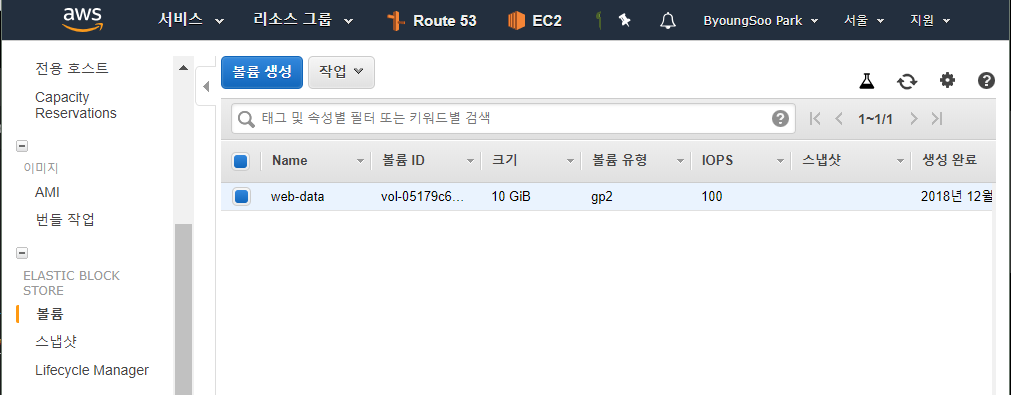 aws 서비스 리소스 그룹 Route 53 EC2 ByoungSoo Park 서울 지원
전용 호스트
Capacity
Reservations
이미지
AMI
번들 작업
ELASTIC BLOCK
STORE
볼륨
스냅샷
Lifecycle Manager
볼륨 생성 작업
태그 및 속성별 필터 또는 키워드별 검색 1~1/1
Name 볼륨 ID 크기 볼륨 유형 IOPS 스냅샷 생성 완료
web-data vol-05179c6... 10 GiB gp2 100 2018년 12월